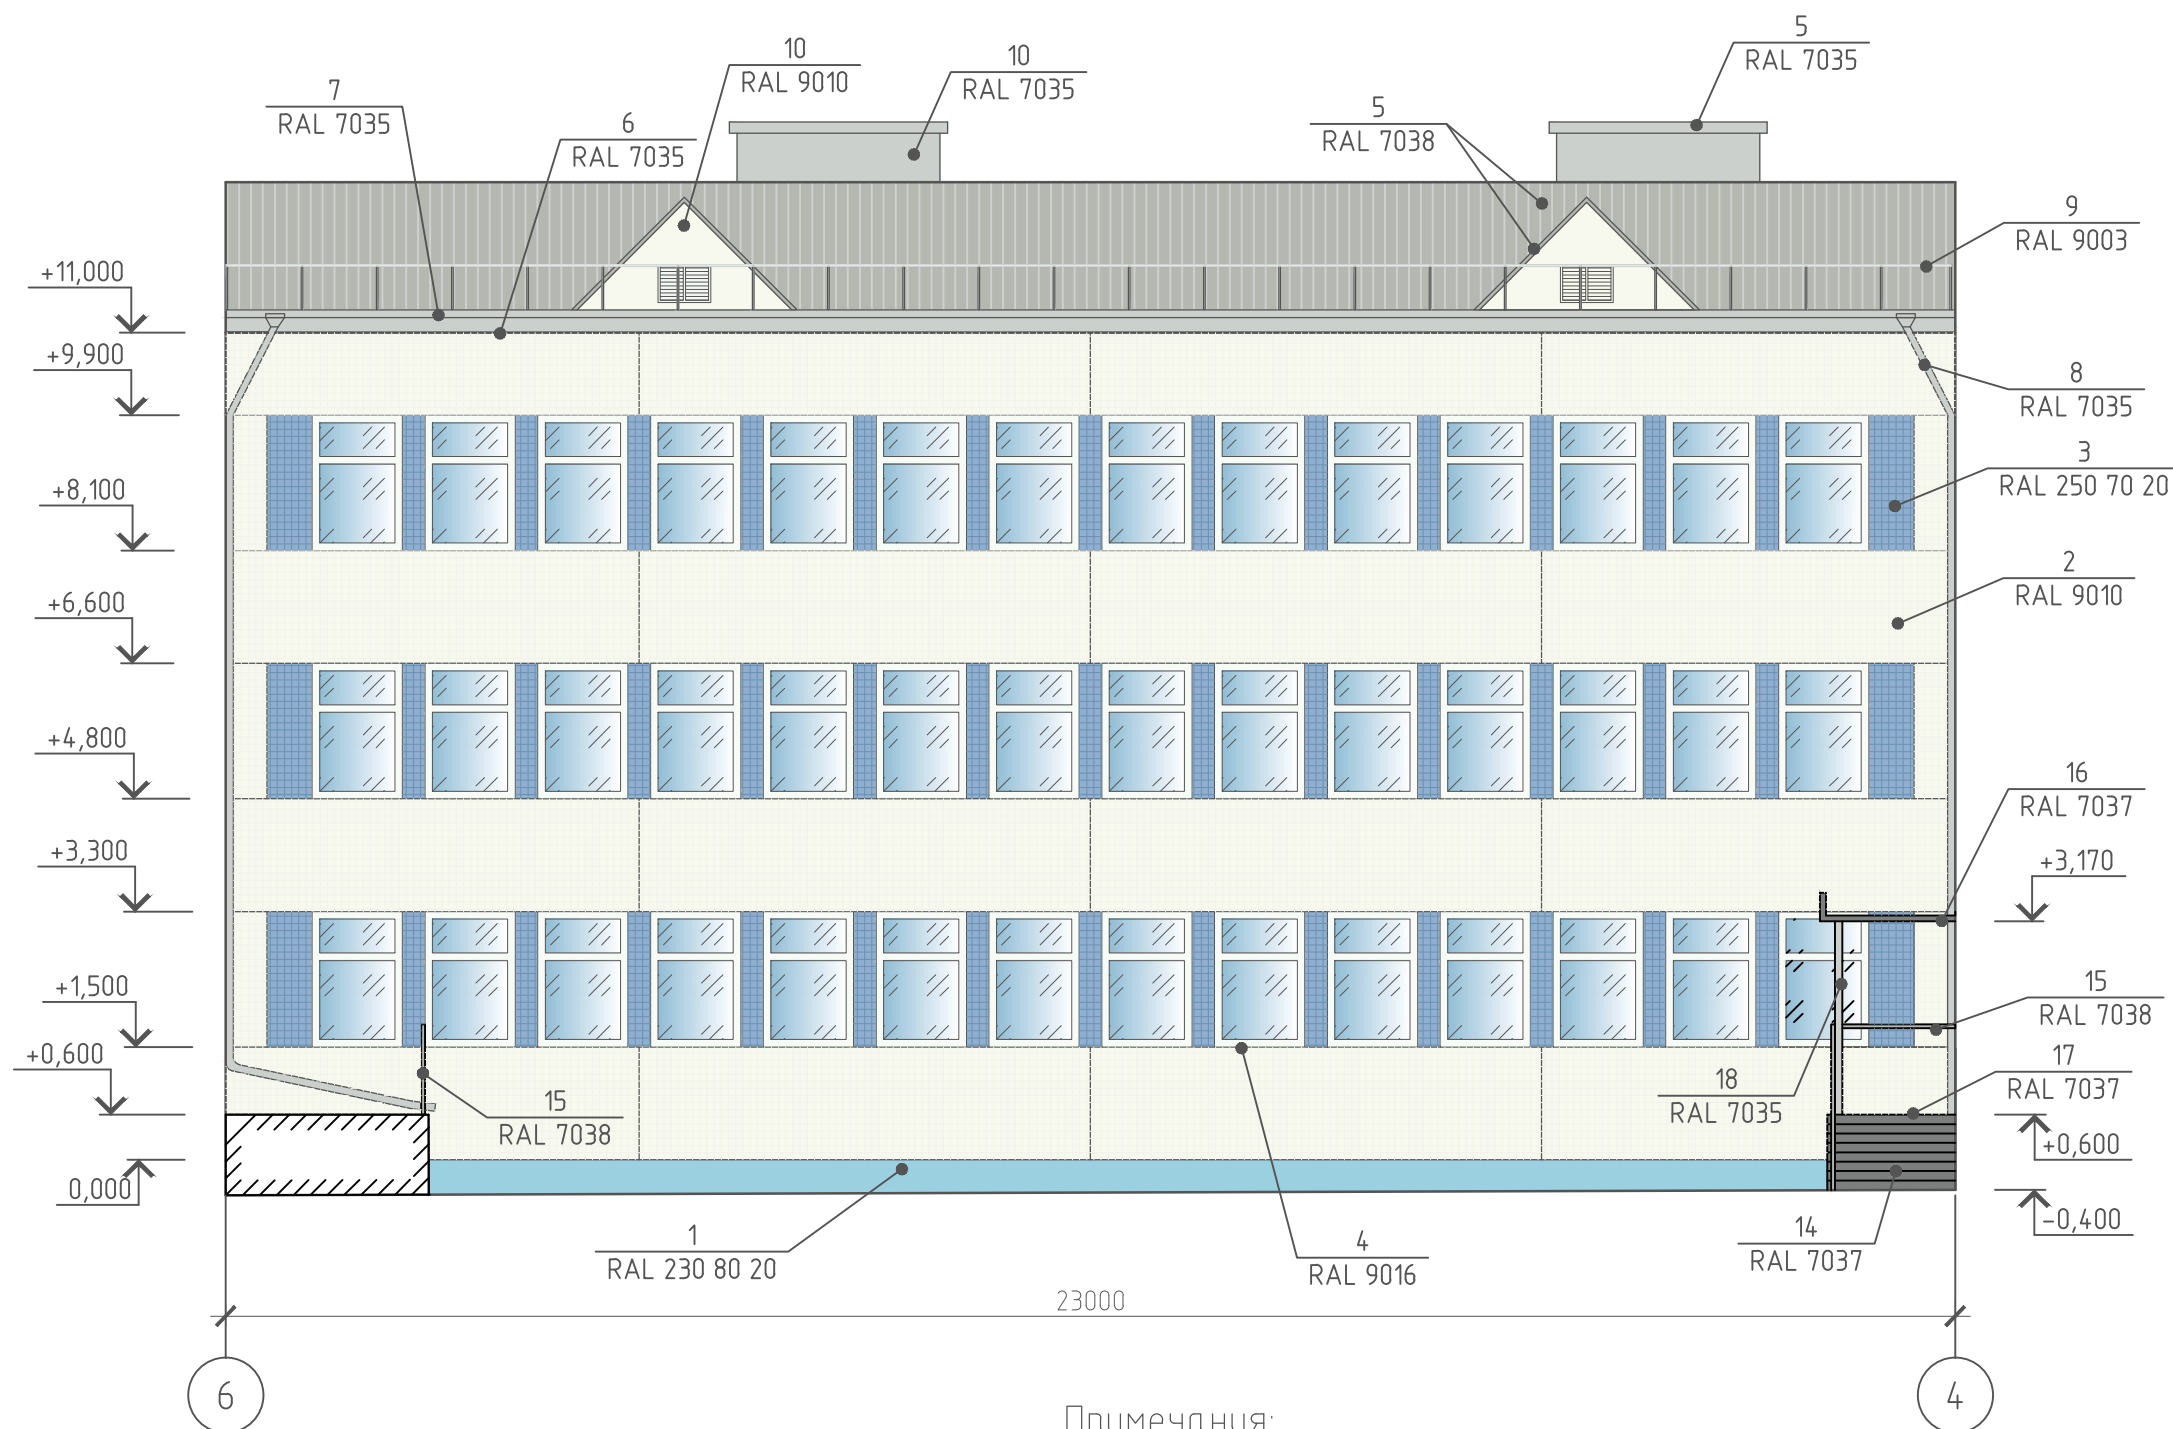 5
RAL 7035
10
RAL 9010
10
RAL 7035
7
RAL 7035
6
RAL 7035
5
RAL 7038
9
RAL 9003
+11,000
+9,900
8
RAL 7035
3
RAL 250 70 20
+8,100
2
RAL 9010
+6,600
+4,800
16
RAL 7037
+3,300
+3,170
+1,500
15
RAL 7038
+0,600
17
RAL 7037
18
RAL 7035
15
RAL 7038
+0,600
0,000
-0,400
1
RAL 230 80 20
4
RAL 9016
14
RAL 7037
23000
6
4
Примечания: